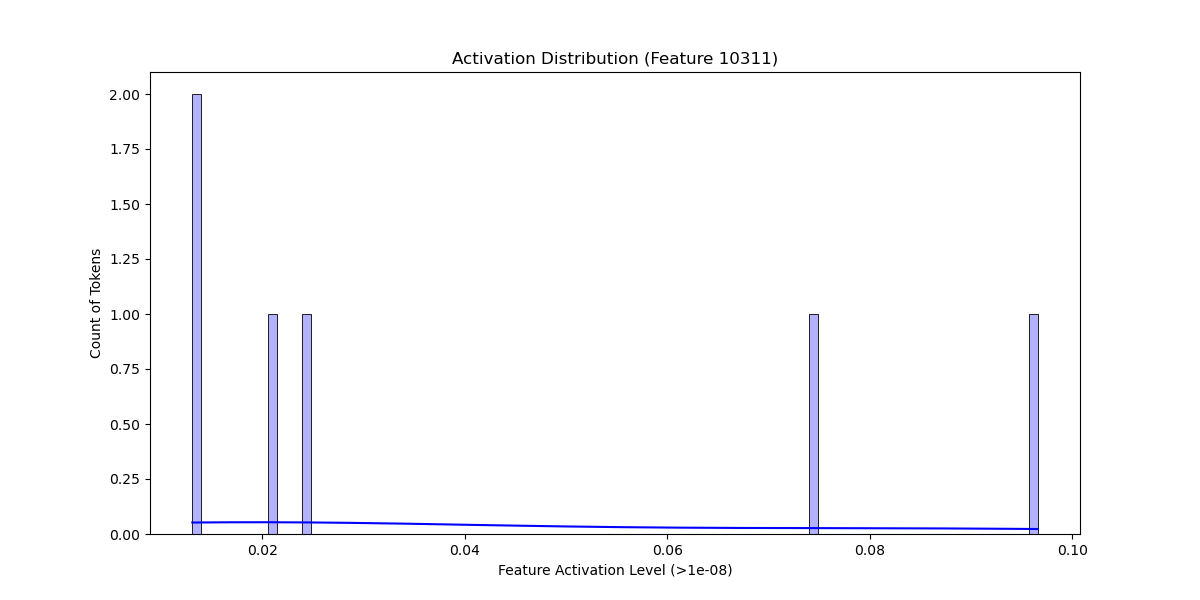 Activation Distribution (Feature 10311)
2.00
1.75
1.50
1.25
1.00
0.75
0.50
0.25
0.00
Count of Tokens
0.02 0.04 0.06 0.08 0.10
Feature Activation Level (>1e-08)